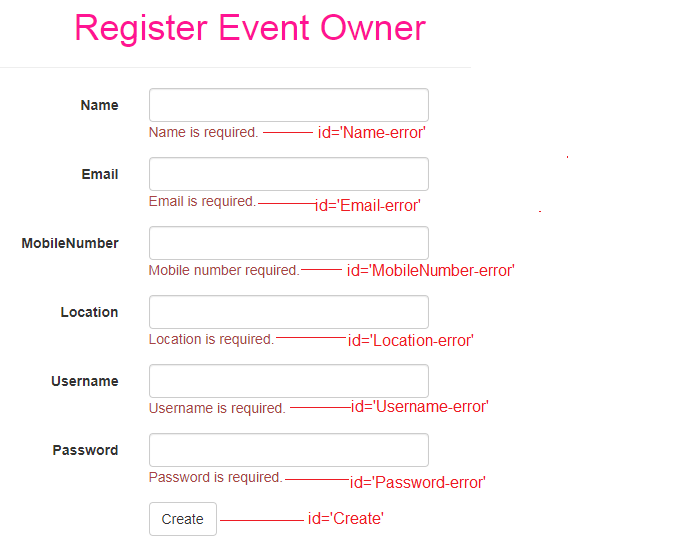 Register Event Owner
Name
Name is required. id='Name-error'
Email
Email is required. id='Email-error'
MobileNumber
Mobile number required. id='MobileNumber-error'
Location
Location is required. id='Location-error'
Username
Username is required. id='Username-error'
Password
Password is required. id='Password-error'
Create id='Create'